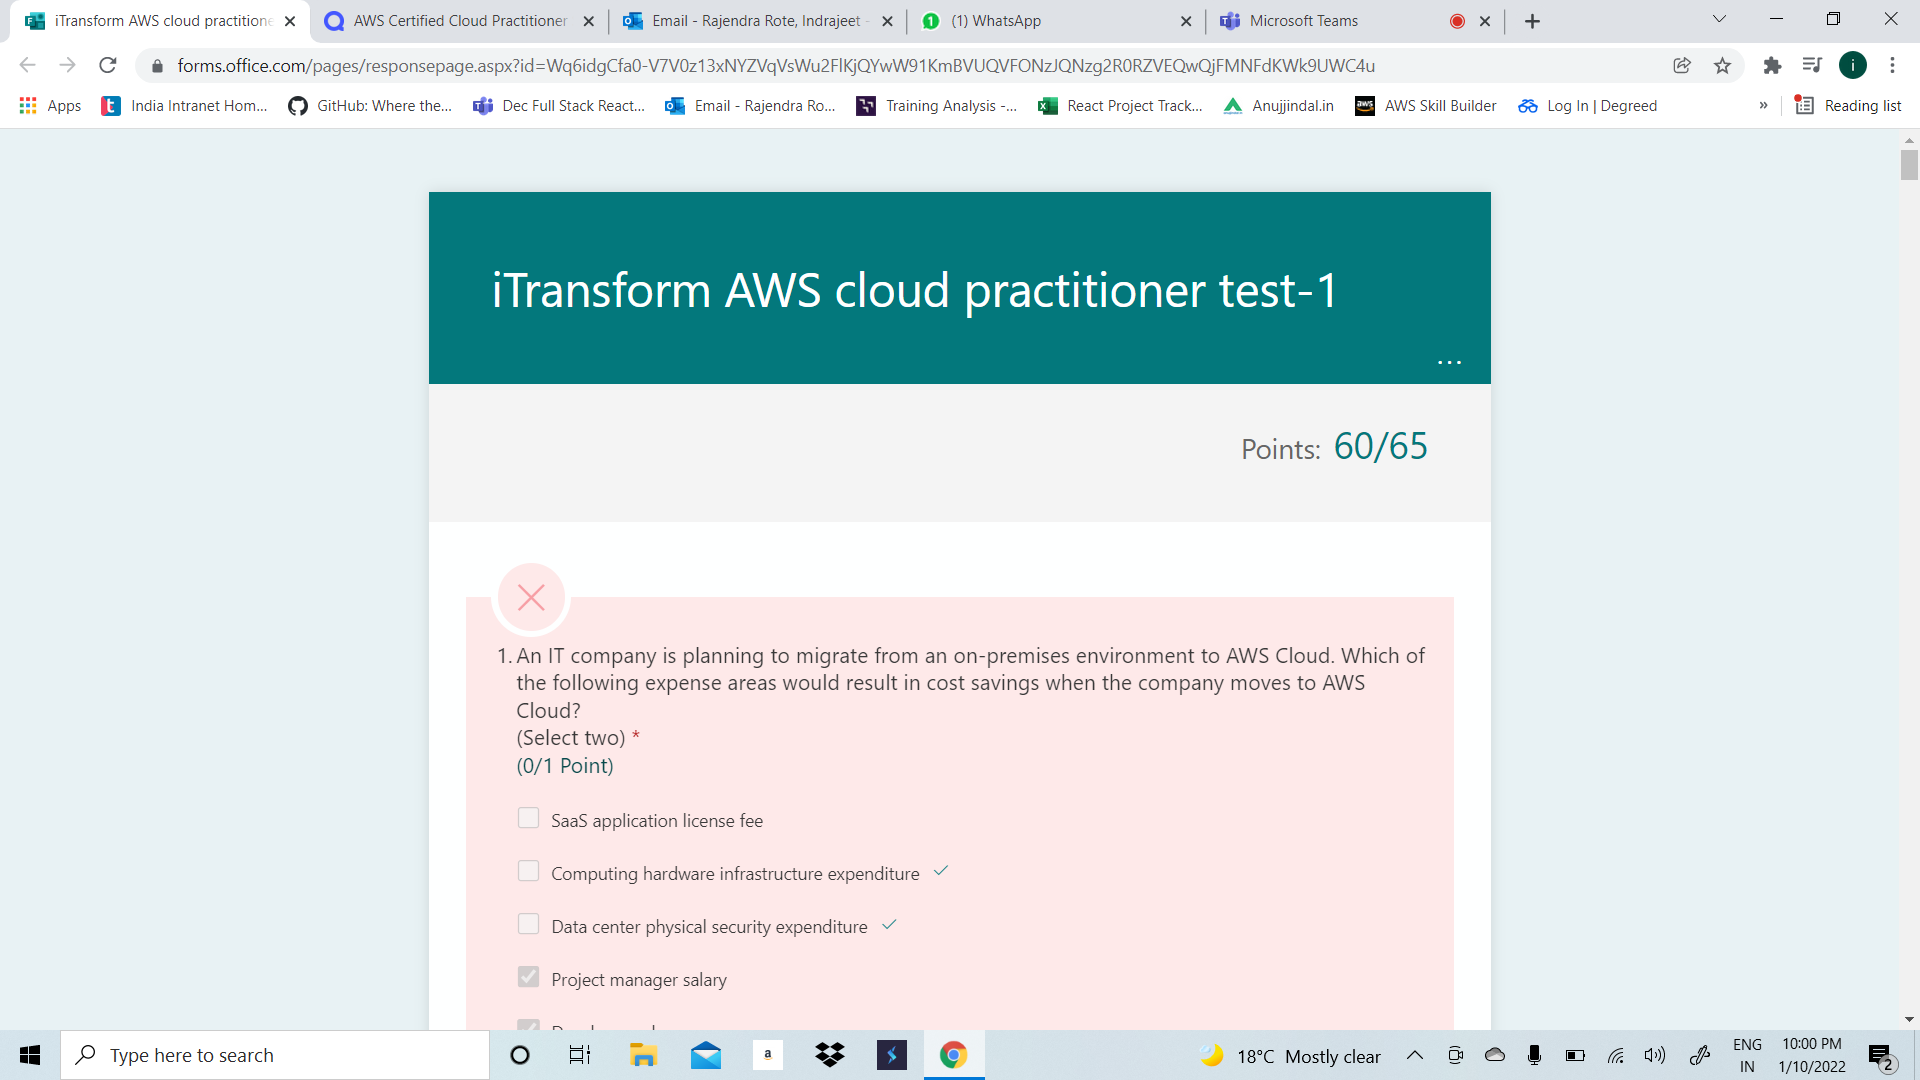 iTransform AWS cloud practitione
AWS Certified Cloud Practitioner
Email - Rajendra Rote, Indrajeet -
(1) WhatsApp
Microsoft Teams
forms.office.com/pages/responsepage.aspx?id=Wq6idgCfa0-V7V0z13xNYZVqVsWu2FlKjQYwW91KmBVUQVFONzJQNzg2R0RZVEQwQjFMNFdKWk9UWC4u
i
Apps
India Intranet Hom...
GitHub: Where the...
Dec Full Stack React...
Email - Rajendra Ro...
Training Analysis -...
React Project Track...
Anujjindal.in
aws
AWS Skill Builder
Log In | Degreed
»
Reading list
iTransform AWS cloud practitioner test-1
...
Points: 60/65
1. An IT company is planning to migrate from an on-premises environment to AWS Cloud. Which of
the following expense areas would result in cost savings when the company moves to AWS
Cloud?
(Select two) *
(0/1 Point)
SaaS application license fee
Computing hardware infrastructure expenditure
Data center physical security expenditure
Project manager salary
Type here to search
a
18°C Mostly clear
ENG
IN
10:00 PM
1/10/2022
2